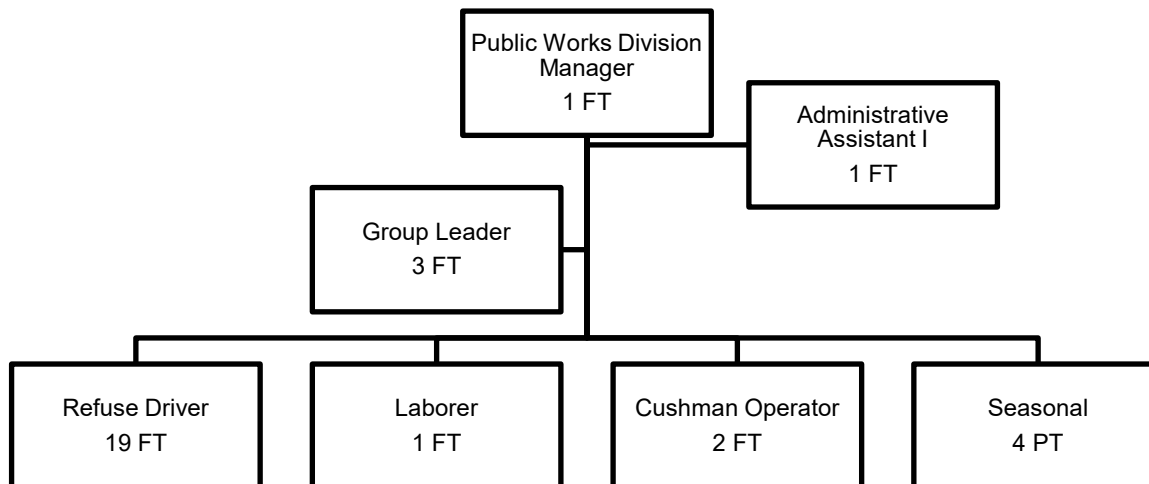 Public Works Division
Manager
1 FT
Administrative
Assistant I
1 FT
Group Leader
3 FT
Refuse Driver
19 FT
Laborer
1 FT
Cushman Operator
2 FT
Seasonal
4 PT